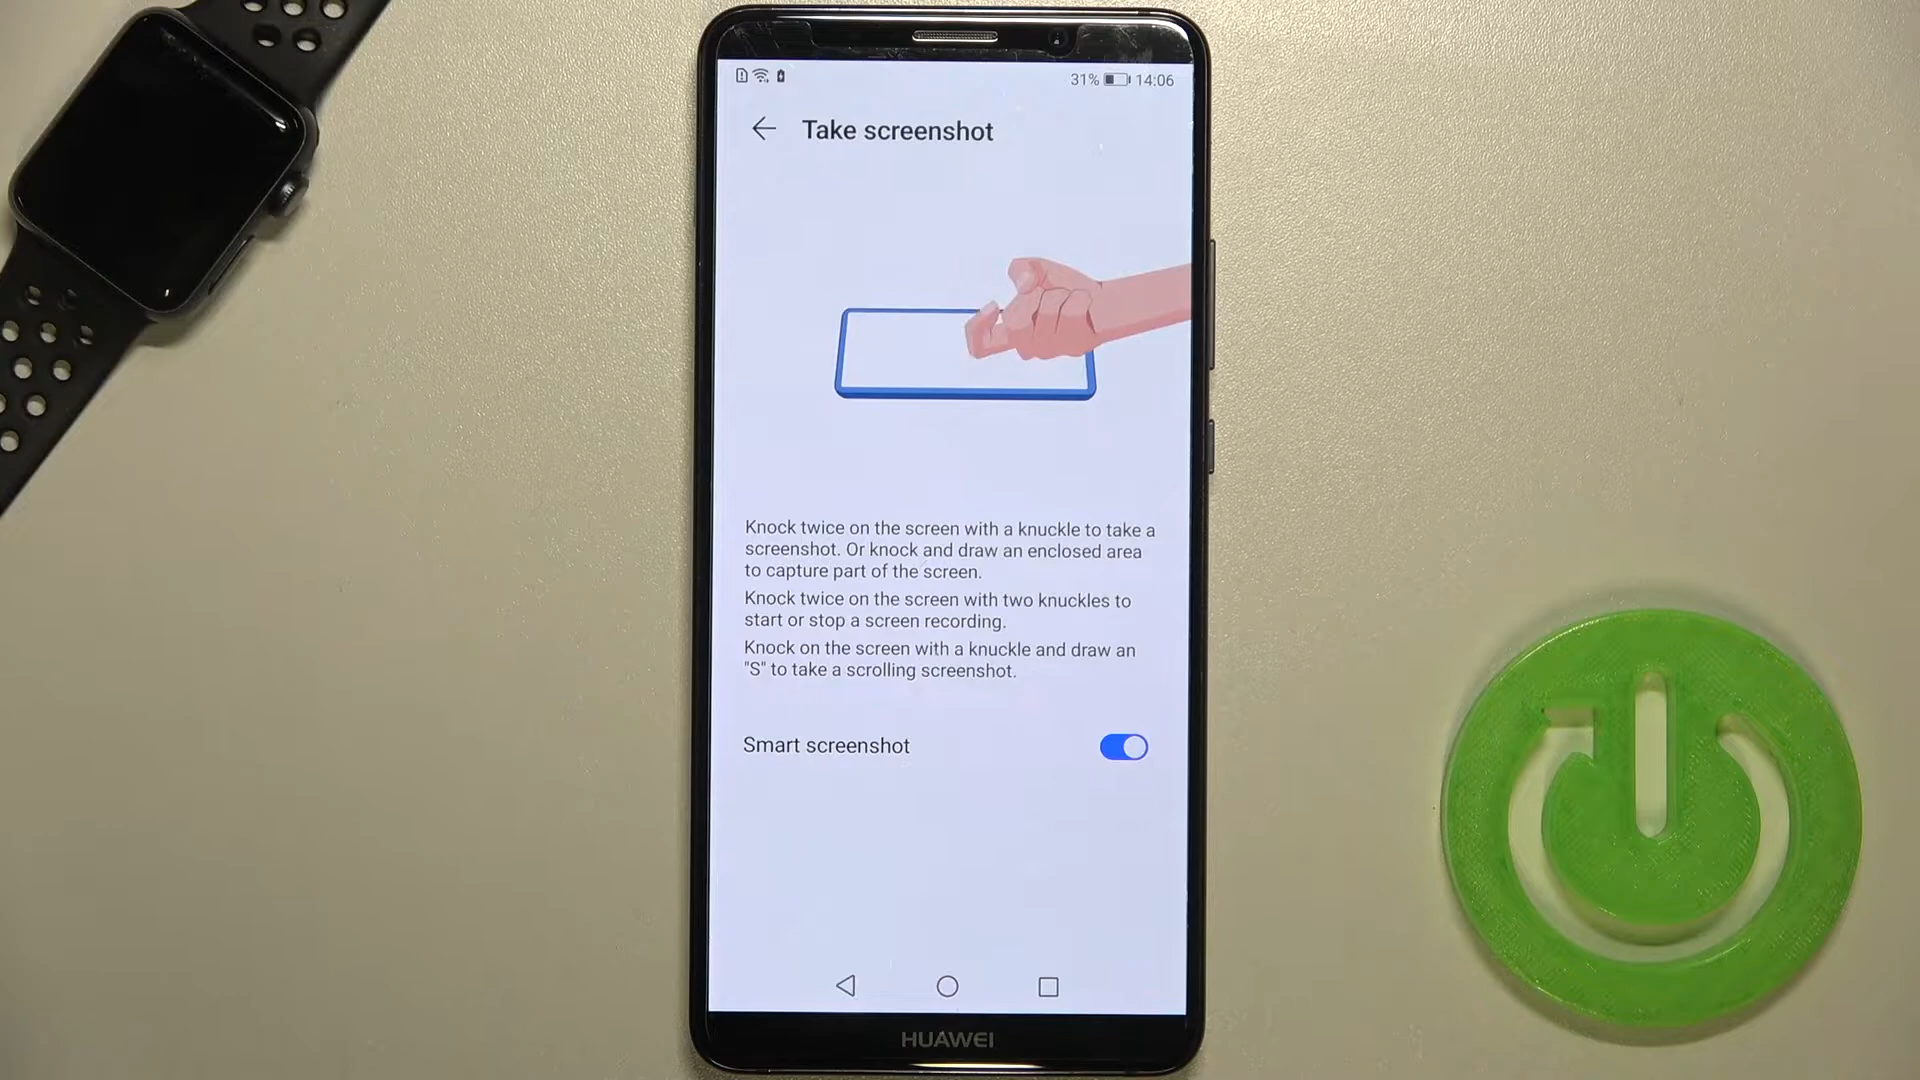 31% 14:06
Take screenshot
Knock twice on the screen with a knuckle to take a
screenshot. Or knock and draw an enclosed area
to capture part of the screen.
Knock twice on the screen with two knuckles to
start or stop a screen recording.
Knock on the screen with a knuckle and draw an
"S" to take a scrolling screenshot.
Smart screenshot
HUAWEI